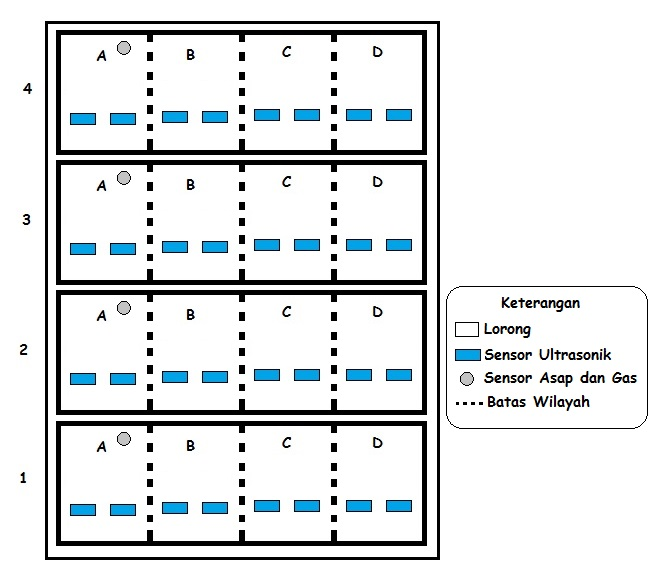 4
A
B
C
D
3
A
B
C
D
2
A
B
C
D
1
A
B
C
D
Keterangan
Lorong
Sensor Ultrasonik
Sensor Asap dan Gas
Batas Wilayah